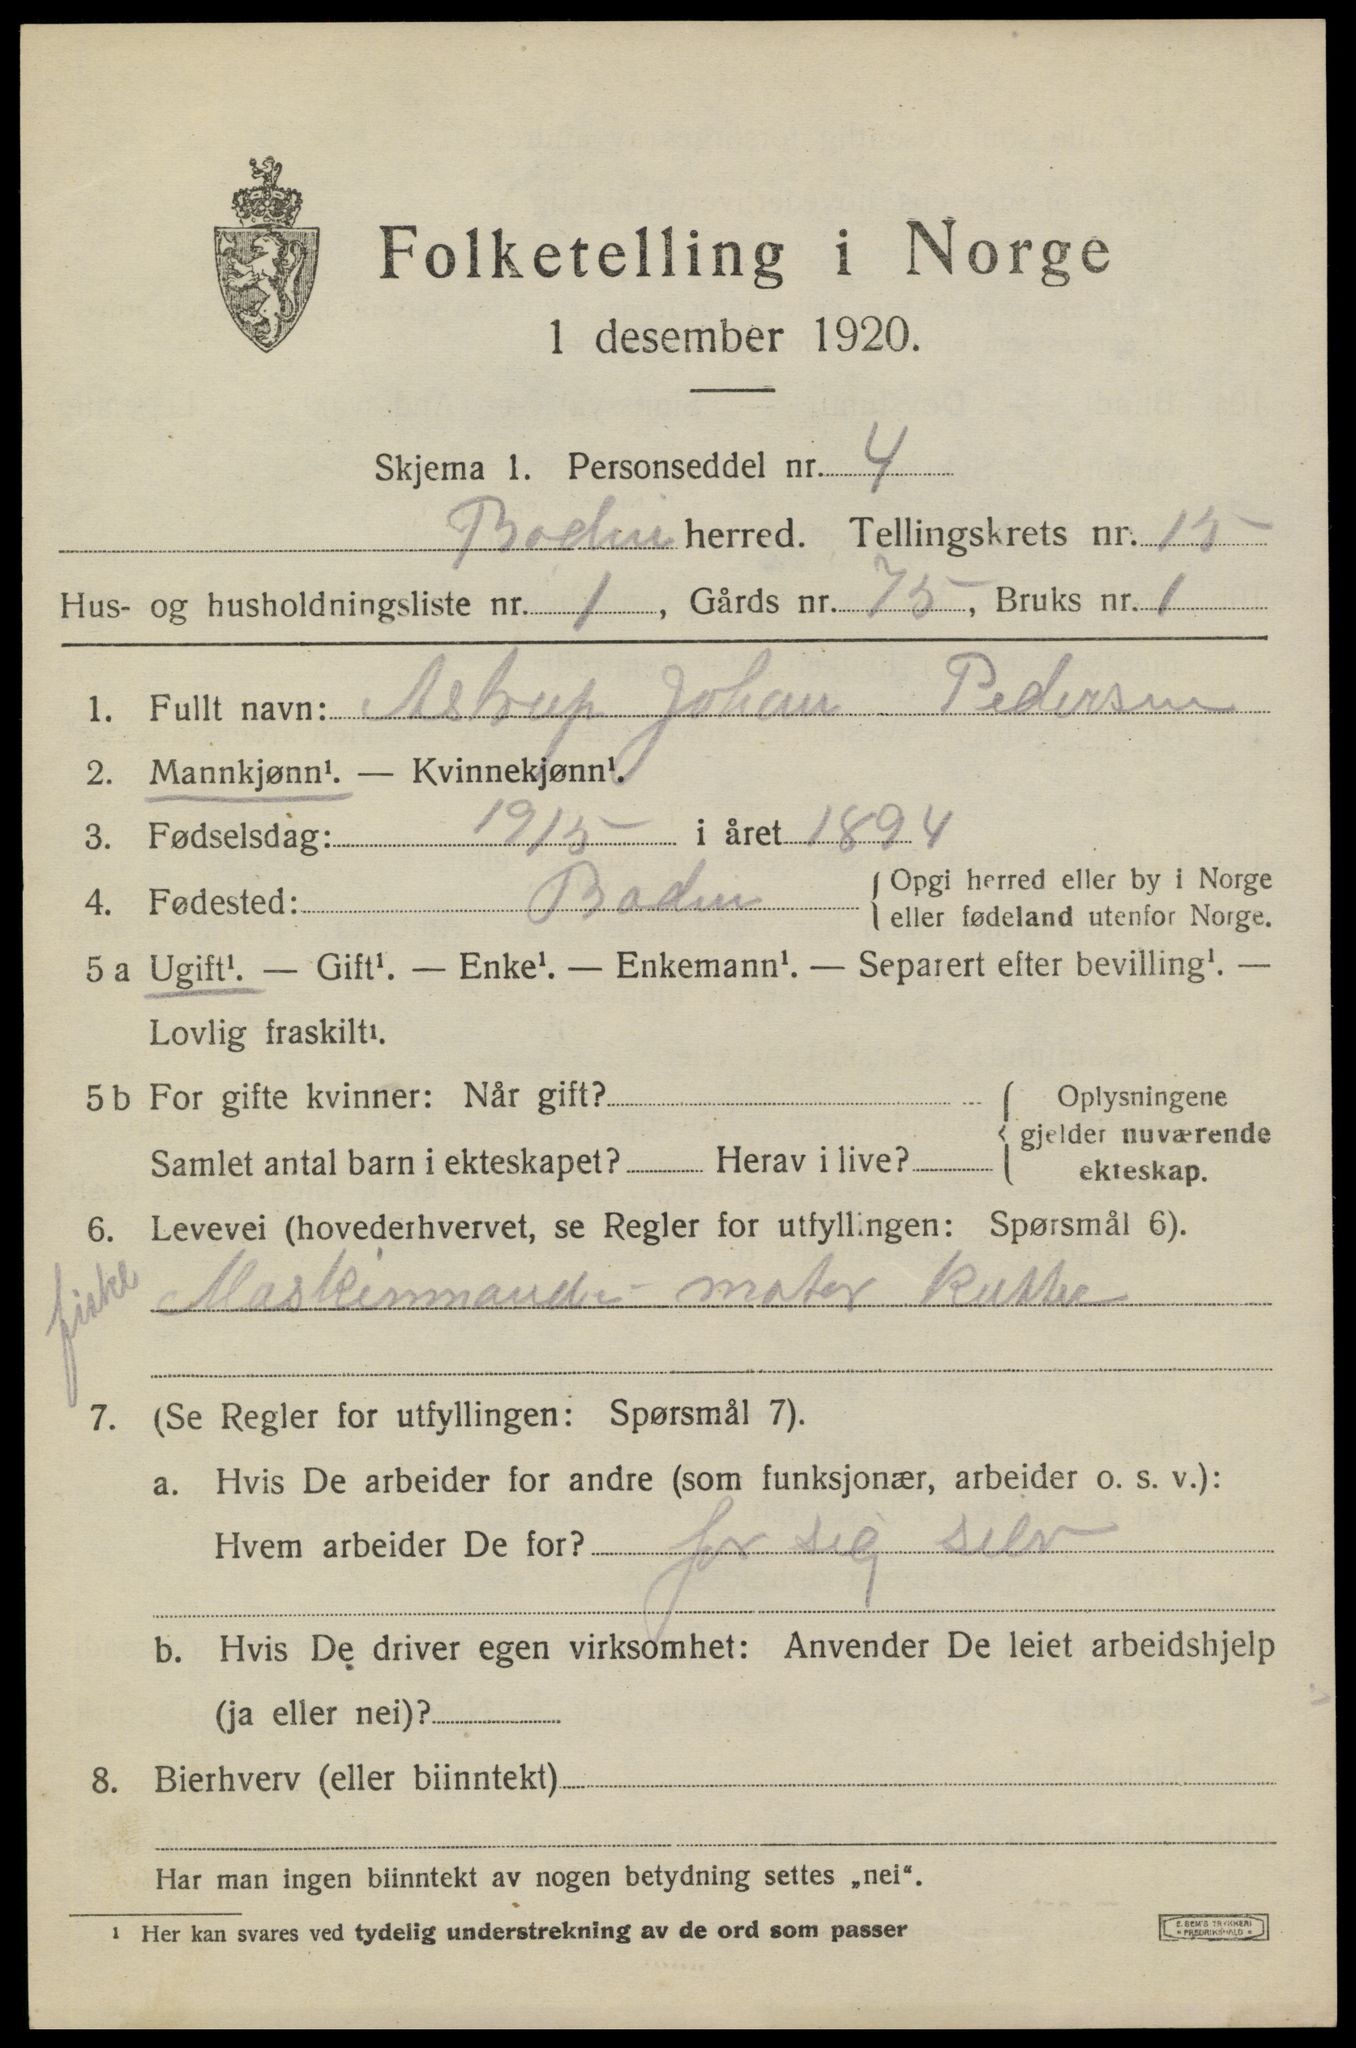 Folketelling i Norge
1 desember 1920.
Skjema 1. Personseddel nr. 4
Bodin herred. Tellingskrets nr. 15
Hus- og husholdningsliste nr. 1, Gårds nr. 75, Bruks nr. 1
1. Fullt navn: Astrup Johan Pedersen
2. Mannkjønn¹. — Kvinnekjønn¹.
3. Fødselsdag: 19/5 i året 1894
4. Fødested: Bodin {Opgi herred eller by i Norge
eller fødeland utenfor Norge.
5 a Ugift¹. — Gift¹. — Enke¹. — Enkemann¹. — Separert efter bevilling¹. —
Lovlig fraskilt¹.
5 b For gifte kvinner: Når gift? { Oplysningene
gjelder nuværende
Samlet antal barn i ekteskapet? Herav i live?
ekteskap.
6. Levevei (hovederhvervet, se Regler for utfyllingen: Spørsmål 6).
fiske Maskinmand i motor kutter
7. (Se Regler for utfyllingen: Spørsmål 7).
a. Hvis De arbeider for andre (som funksjonær, arbeider o. s. v.):
Hvem arbeider De for? for sig selv
b. Hvis De driver egen virksomhet: Anvender De leiet arbeidshjelp
(ja eller nei)?
8. Bierhverv (eller biinntekt)
Har man ingen biinntekt av nogen betydning settes „nei“.
¹ Her kan svares ved tydelig understrekning av de ord som passer
E. SEM'S TRYKKERI
• FREDRIKSHALD •